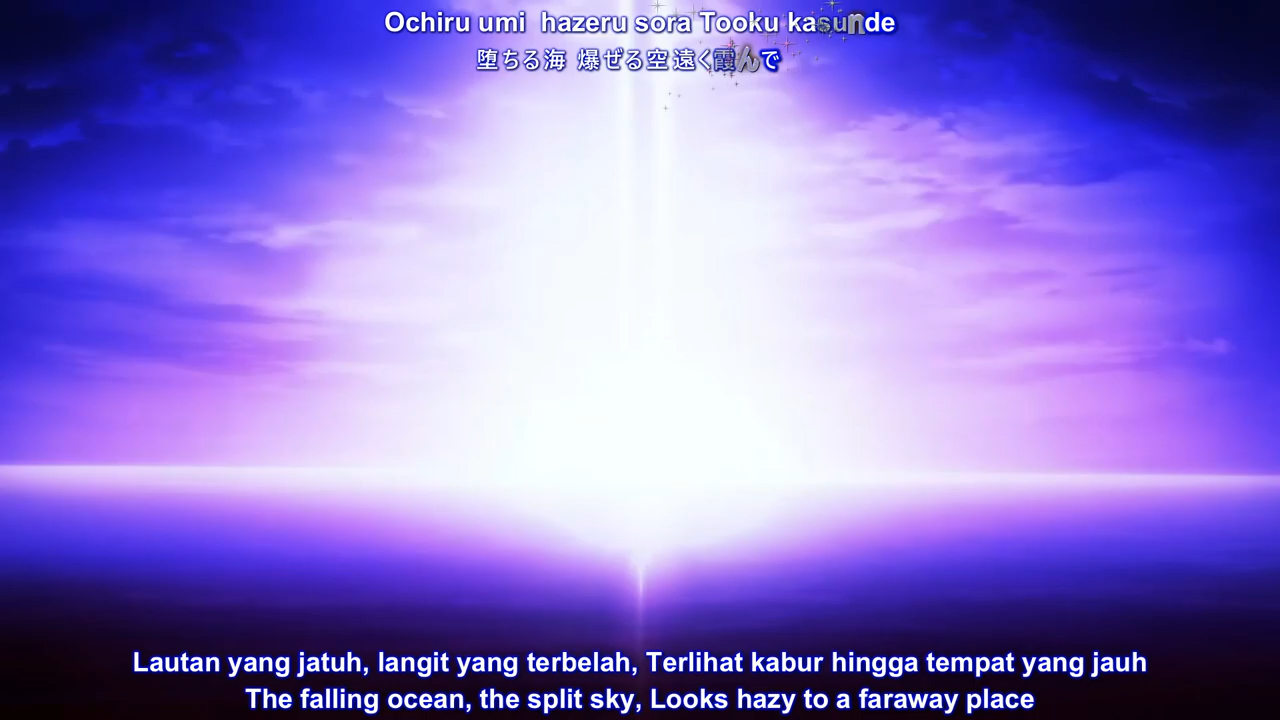 Ochiru umi hazeru sora Tooku kasunde
堕ちる海 爆ぜる空 遠く霞んで
Lautan yang jatuh, langit yang terbelah, Terlihat kabur hingga tempat yang jauh
The falling ocean, the split sky, Looks hazy to a faraway place